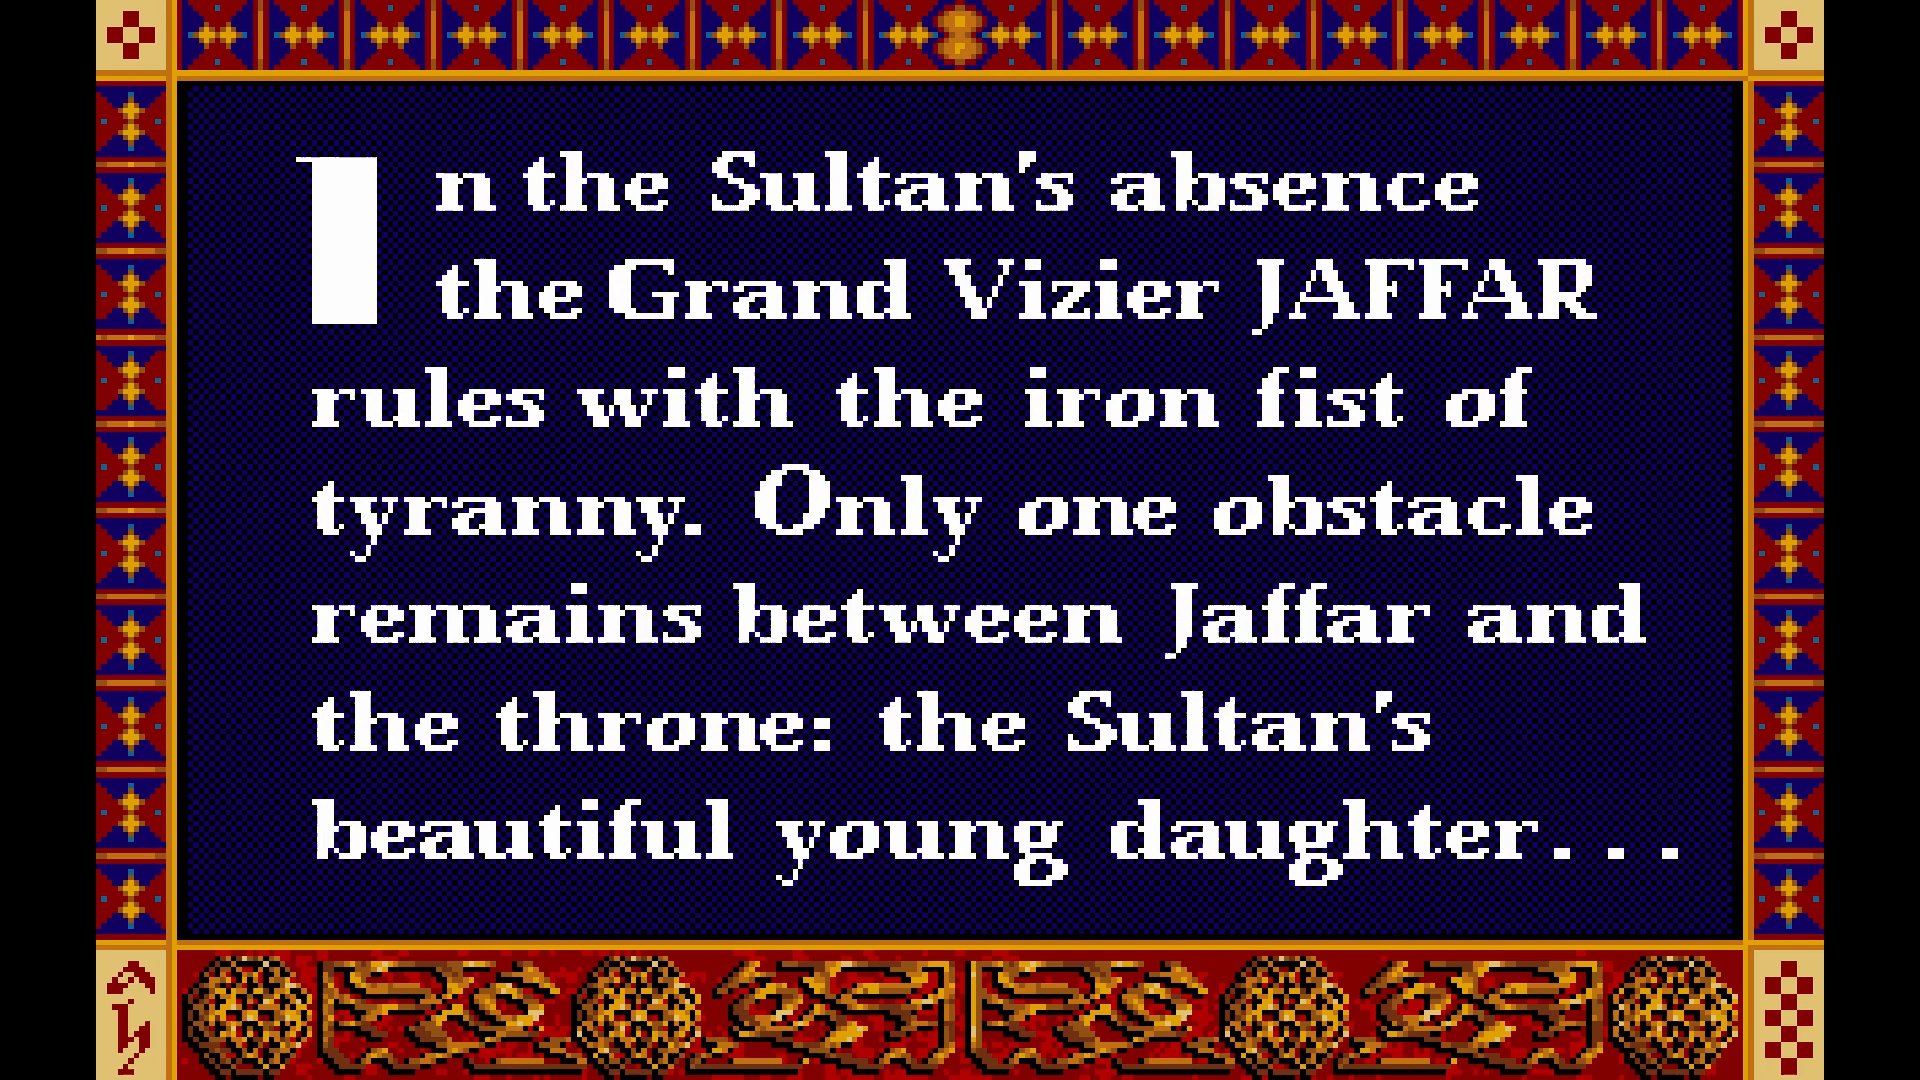 In the Sultan's absence
the Grand Vizier JAFFAR
rules with the iron fist of
tyranny. Only one obstacle
remains between Jaffar and
the throne: the Sultan's
beautiful young daughter...